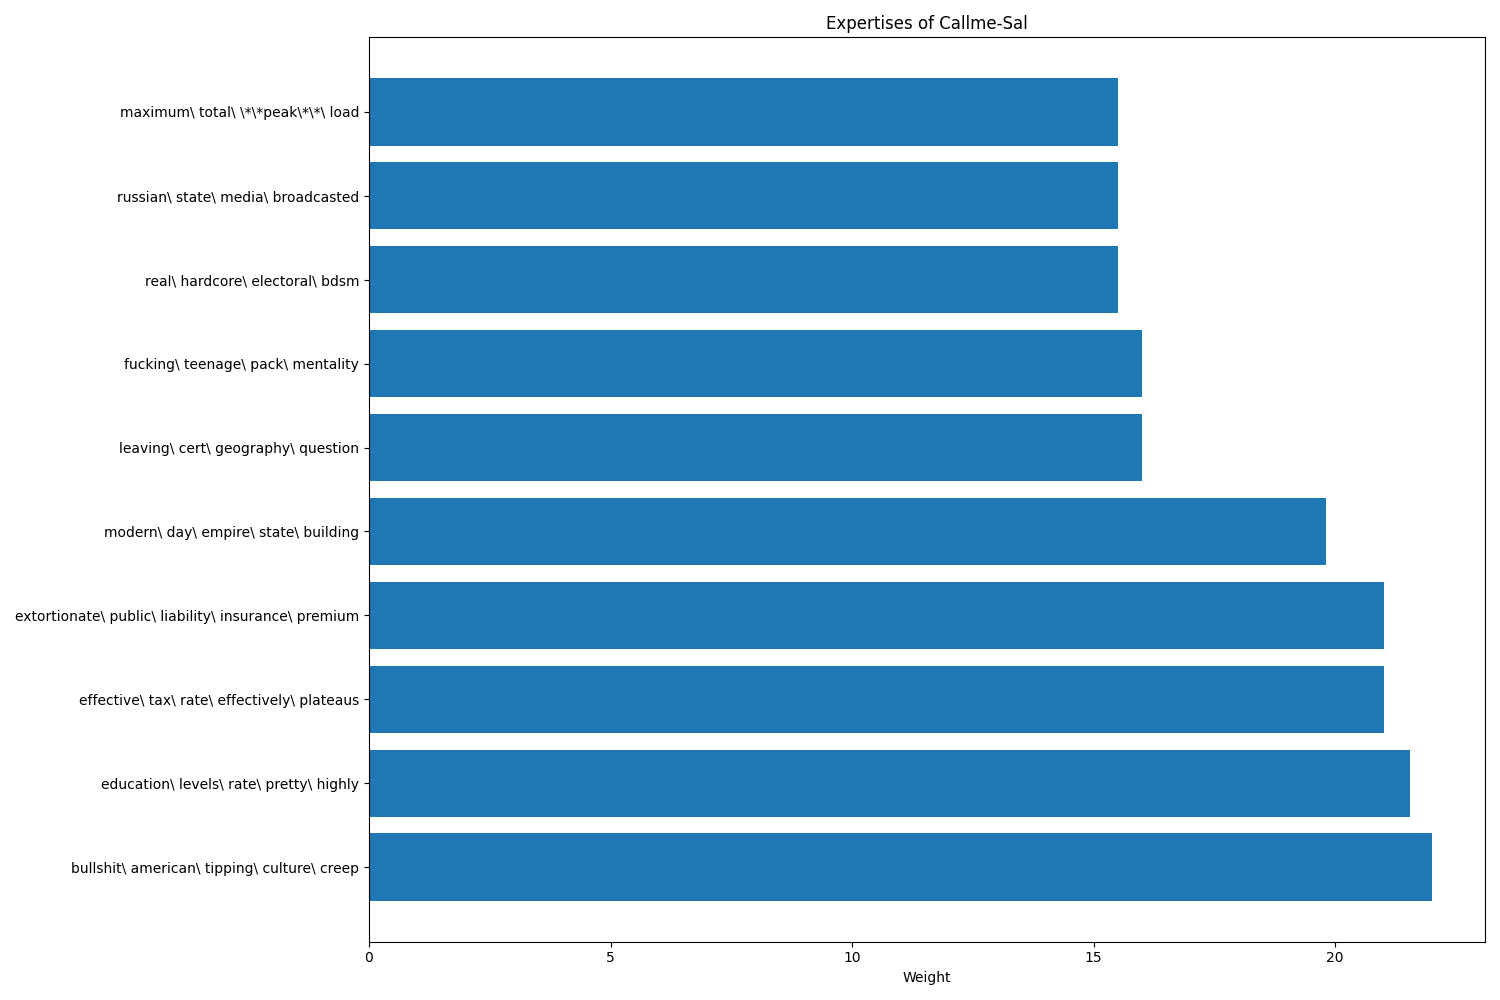 Expertises of Callme-Sal
maximum\ total\ \*\*peak\*\*\ load
russian\ state\ media\ broadcasted
real\ hardcore\ electoral\ bdsm
fucking\ teenage\ pack\ mentality
leaving\ cert\ geography\ question
modern\ day\ empire\ state\ building
extortionate\ public\ liability\ insurance\ premium
effective\ tax\ rate\ effectively\ plateaus
education\ levels\ rate\ pretty\ highly
bullshit\ american\ tipping\ culture\ creep
0 5 10 15 20
Weight